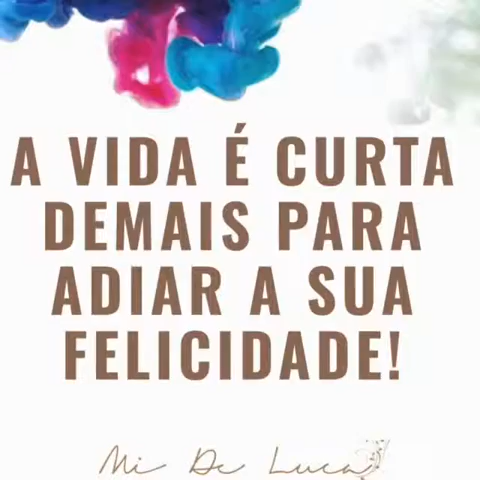 A VIDA É CURTA
DEMAIS PARA
ADIAR A SUA
FELICIDADE!
Mi De Luca